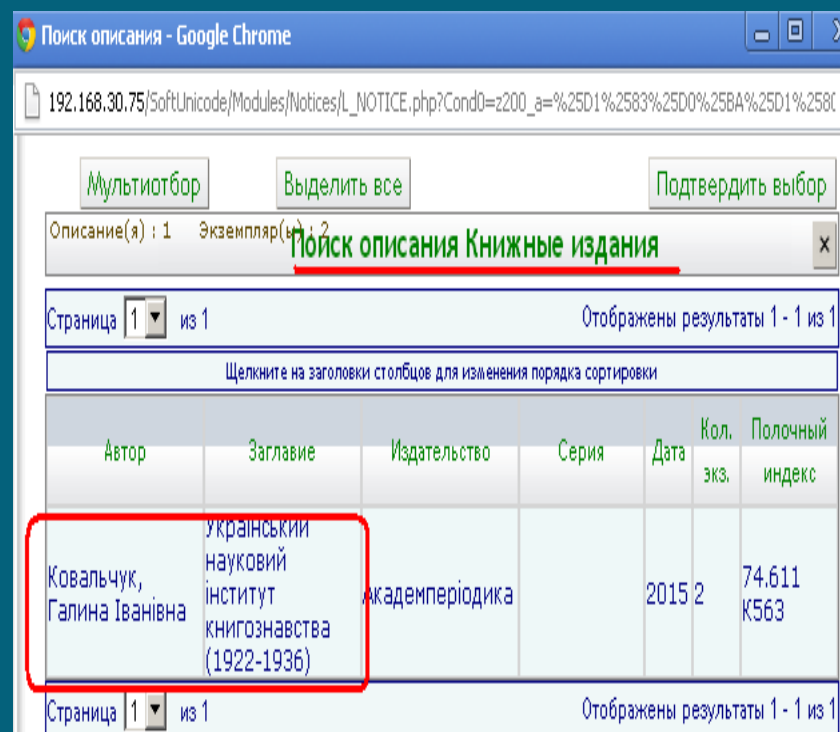 Поиск описания - Google Chrome
192.168.30.75/SoftUnicode/Modules/Notices/L_NOTICE.php?Cond0=z200_a=%25D1%2583%25D0%25BA%25D1%2580
Мультиотбор Выделить все Подтвердить выбор
Описание(я) : 1 Экземпляр(ы) : 2
Поиск описания Книжные издания x
Страница 1 из 1 Отображены результаты 1 - 1 из 1
Щелкните на заголовки столбцов для изменения порядка сортировки
Автор Заглавие Издательство Серия Дата Кол. экз. Полочный индекс
Ковальчук,
Галина Іванівна
Український
науковий
інститут
книгознавства
(1922-1936)
Академперіодика
2015 2
74.611
К563
Страница 1 из 1 Отображены результаты 1 - 1 из 1